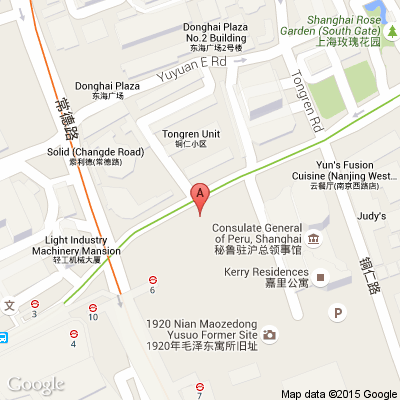 Donghai Plaza
No.2 Building
东海广场2号楼
Shanghai Rose
Garden (South Gate)
上海玫瑰花园
Yuyuan E Rd
Donghai Plaza
东海广场
Tongren Rd
常德路
Tongren Unit
铜仁小区
Solid (Changde Road)
索利德(常德路)
Yun's Fusion
Cuisine (Nanjing West...
云餐厅(南京西路店)
A
Judy's
Consulate General
of Peru, Shanghai
秘鲁驻沪总领事馆
Light Industry
Machinery Mansion
轻工机械大厦
Kerry Residences
嘉里公寓
铜仁路
6
文
3
10
P
1920 Nian Maozedong
Yusuo Former Site
1920年毛泽东寓所旧址
3
7
Google
Map data ©2015 Google